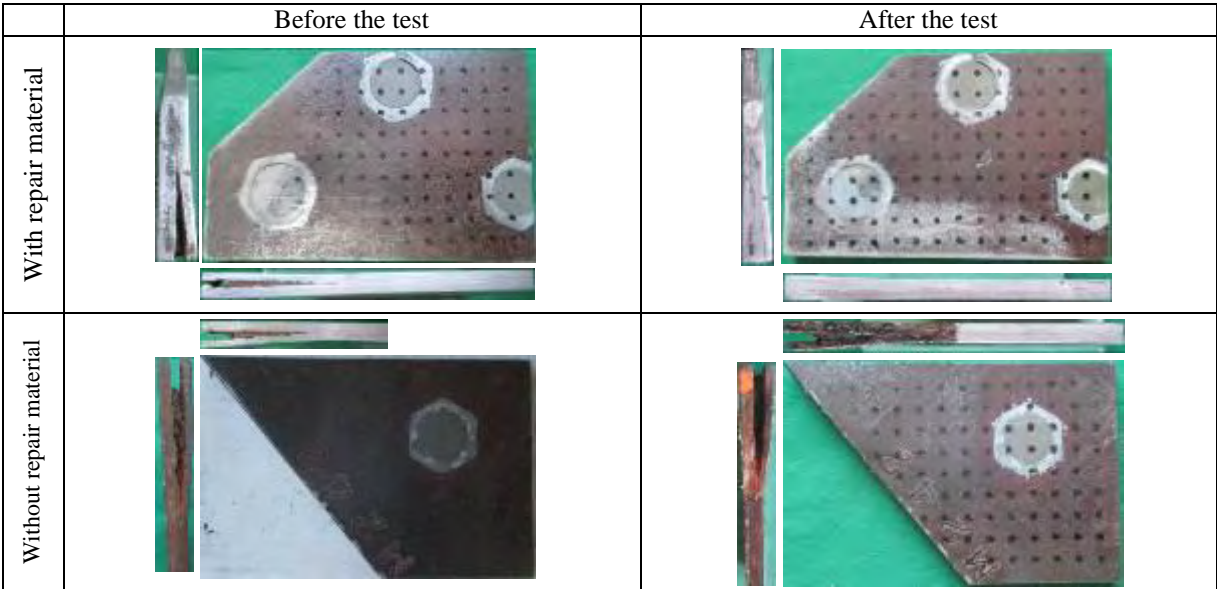 Before the test
After the test
With repair material
Without repair material